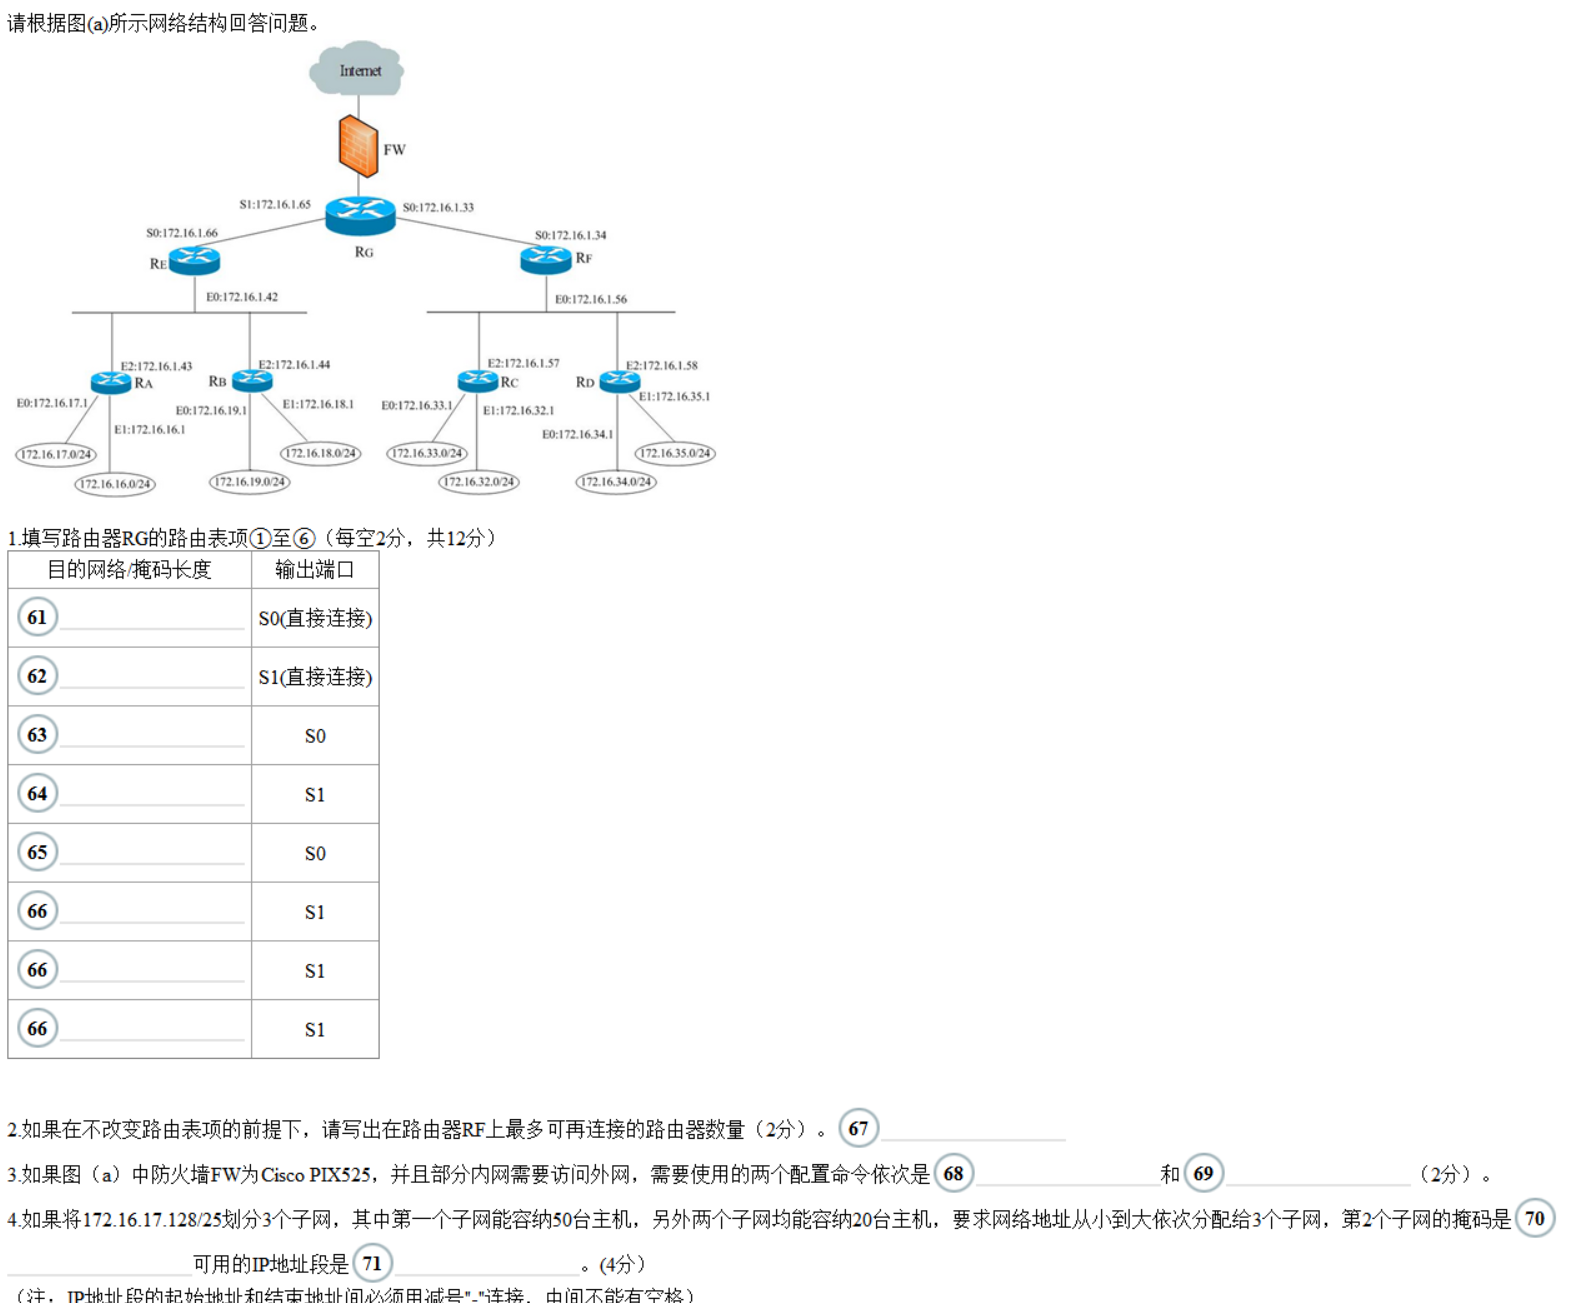 请根据图(a)所示网络结构回答问题。
Internet
FW
S1:172.16.1.65
S0:172.16.1.33
S0:172.16.1.66
S0:172.16.1.34
RG
RE
RF
E0:172.16.1.42
E0:172.16.1.56
E2:172.16.1.43
E2:172.16.1.44
E2:172.16.1.57
E2:172.16.1.58
RA
RB
RC
RD
E0:172.16.17.1
E0:172.16.19.1
E1:172.16.18.1
E0:172.16.33.1
E1:172.16.32.1
E1:172.16.35.1
E1:172.16.16.1
E0:172.16.34.1
172.16.17.0/24
172.16.18.0/24
172.16.33.0/24
172.16.35.0/24
172.16.16.0/24
172.16.19.0/24
172.16.32.0/24
172.16.34.0/24
1.填写路由器RG的路由表项①至⑥（每空2分，共12分）
目的网络/掩码长度 输出端口
61 S0(直接连接)
62 S1(直接连接)
63 S0
64 S1
65 S0
66 S1
66 S1
66 S1
2.如果在不改变路由表项的前提下，请写出在路由器RF上最多可再连接的路由器数量（2分）。 67
3.如果图（a）中防火墙FW为Cisco PIX525，并且部分内网需要访问外网，需要使用的两个配置命令依次是 68 和 69 （2分）。
4.如果将172.16.17.128/25划分3个子网，其中第一个子网能容纳50台主机，另外两个子网均能容纳20台主机，要求网络地址从小到大依次分配给3个子网，第2个子网的掩码是 70
可用的IP地址段是 71 。(4分）
（注：IP地址段的起始地址和结束地址间必须用减号"-"连接，中间不能有空格）